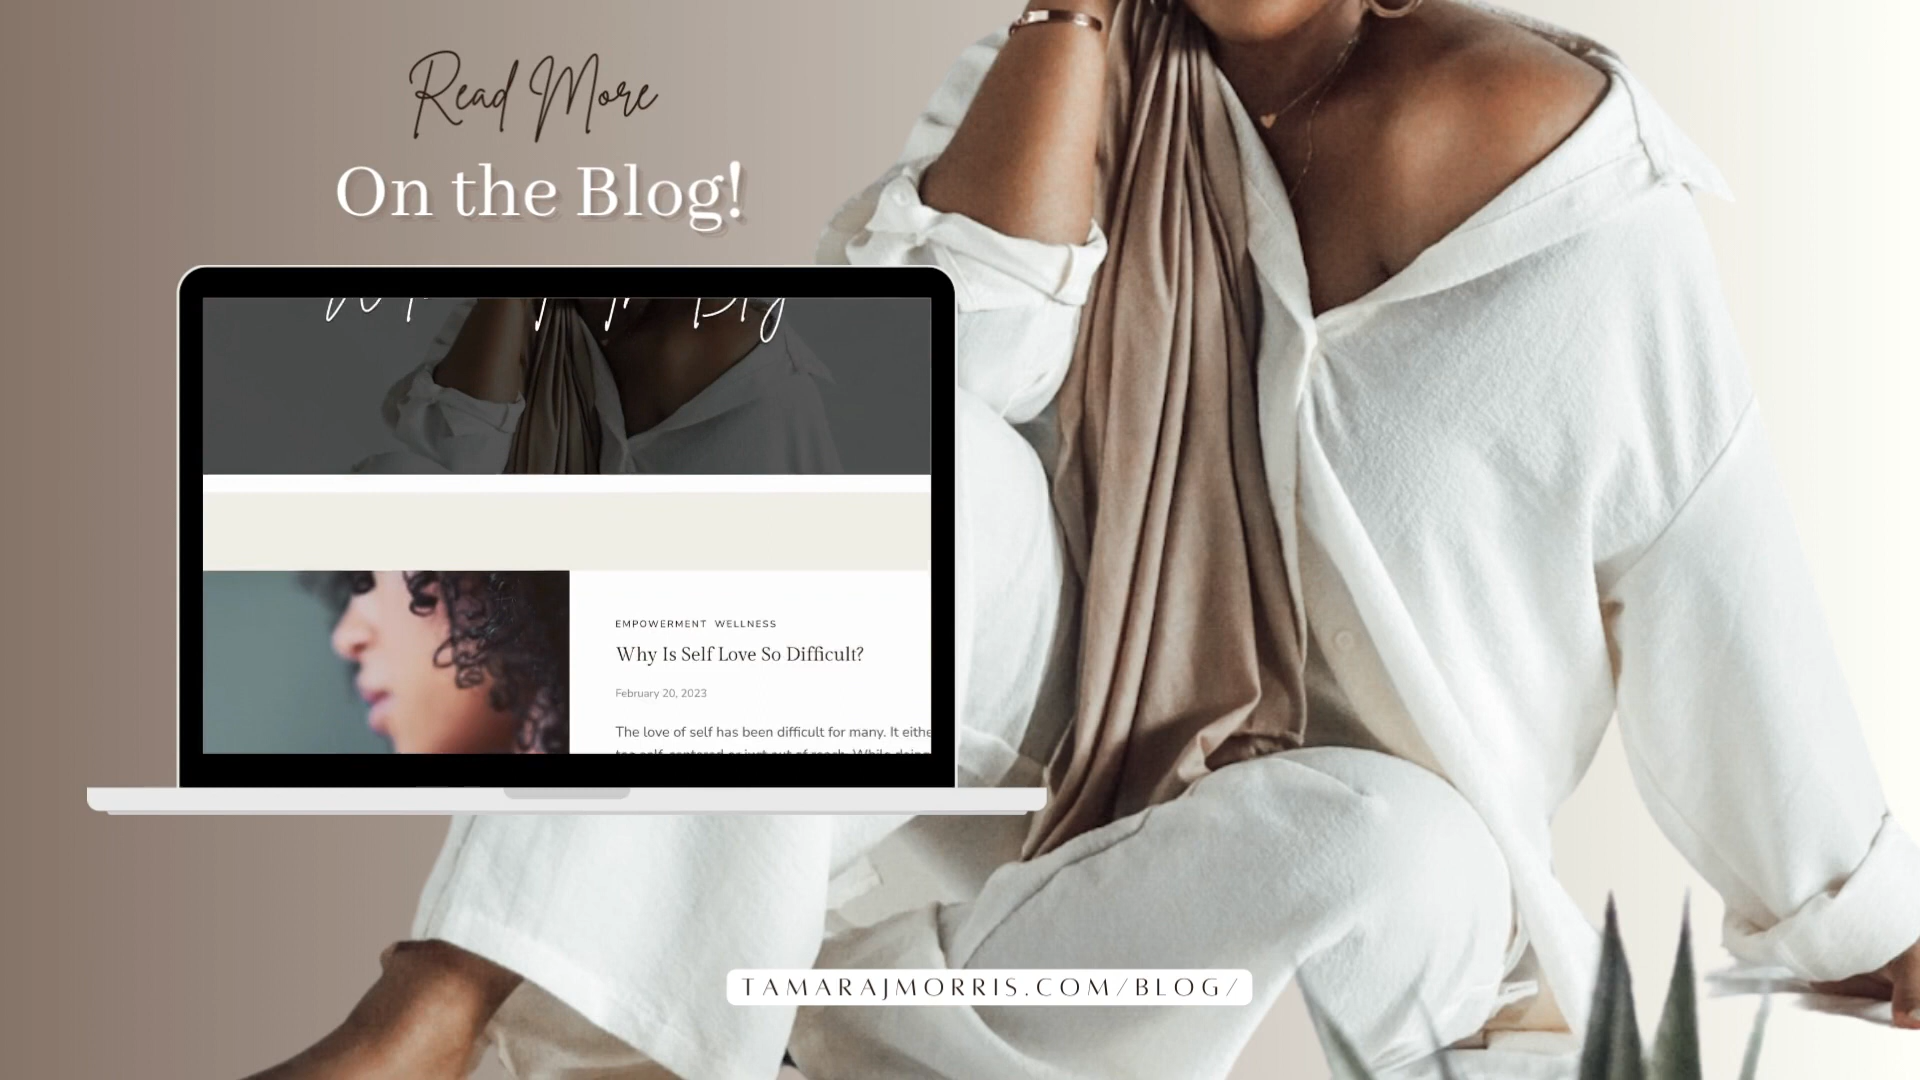 Read More
On the Blog!
EMPOWERMENT WELLNESS
Why Is Self Love So Difficult?
February 20, 2023
The love of self has been difficult for many. It
TAMARAJMORRIS.COM/BLOG/